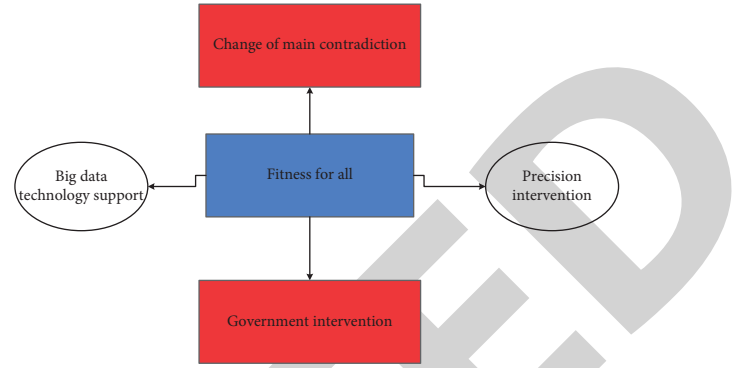 Change of main contradiction
Big data
technology support
Fitness for all
Precision
intervention
Government intervention